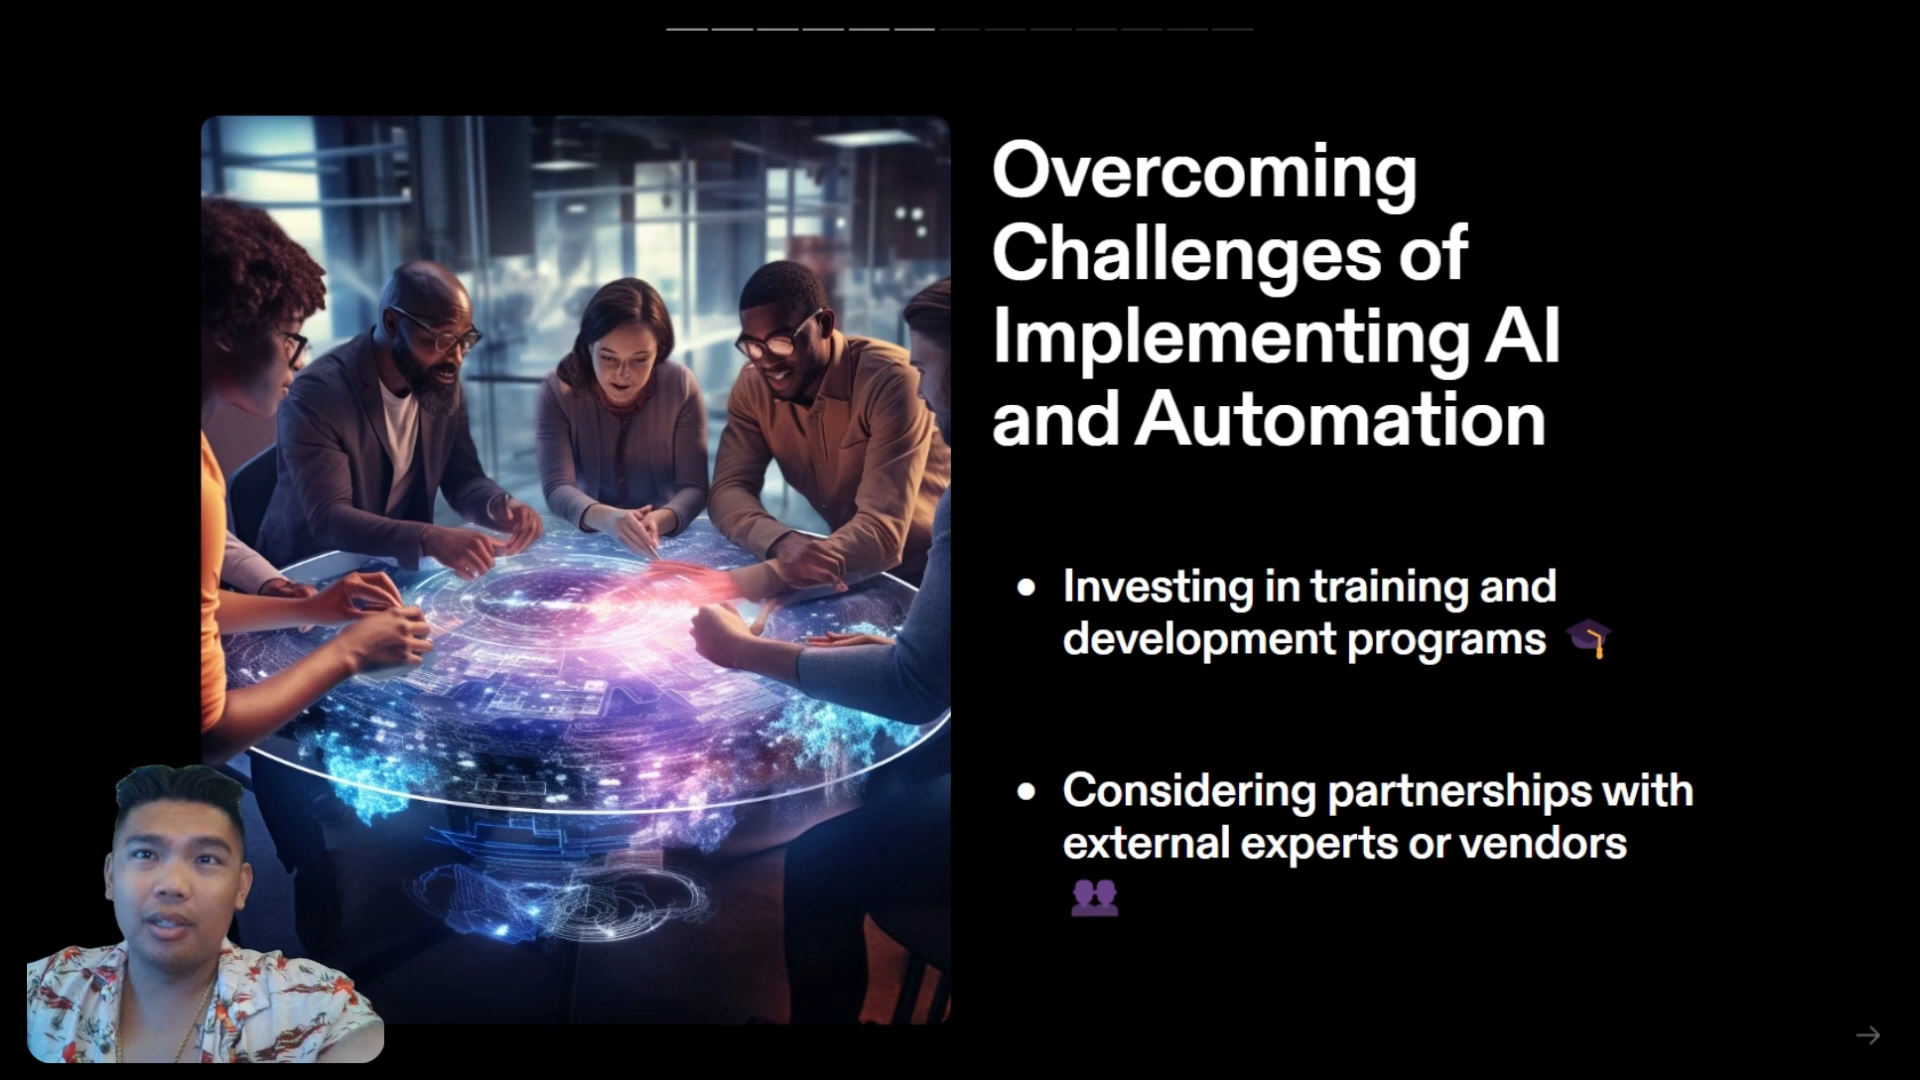 Overcoming
Challenges of
Implementing AI
and Automation
• Investing in training and
development programs 🎓
• Considering partnerships with
external experts or vendors
👥